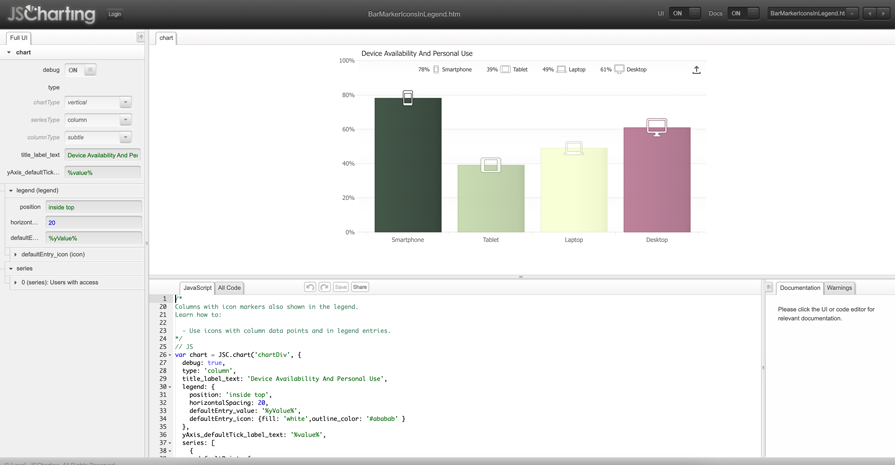 JSCharting
Login
BarMarkerIconsInLegend.htm
UI
ON
Docs
ON
BarMarkerIconsInLegend.ht
Full UI
chart
debug
ON
type
chartType
vertical
seriesType
column
columnType
subtle
title_label_text
Device Availability And Per
yAxis_defaultTick...
%value%
legend (legend)
position
inside top
horizont...
20
defaultE...
%yValue%
defaultEntry_icon (icon)
series
0 (series): Users with access
chart
Device Availability And Personal Use
78% Smartphone 39% Tablet 49% Laptop 61% Desktop
100%
80%
60%
40%
20%
0%
Smartphone Tablet Laptop Desktop
JavaScript All Code Save Share
1 /*
20 Columns with icon markers also shown in the legend.
21 Learn how to:
22
23 - Use icons with column data points and in legend entries.
24 */
25 // JS
26 var chart = JSC.chart('chartDiv', {
27 debug: true,
28 type: 'column',
29 title_label_text: 'Device Availability And Personal Use',
30 legend: {
31 position: 'inside top',
32 horizontalSpacing: 20,
33 defaultEntry_value: '%yValue%',
34 defaultEntry_icon: {fill: 'white',outline_color: '#ababab' }
35 },
36 yAxis_defaultTick_label_text: '%value%',
37 series: [
38 {
Documentation Warnings
Please click the UI or code editor for
relevant documentation.